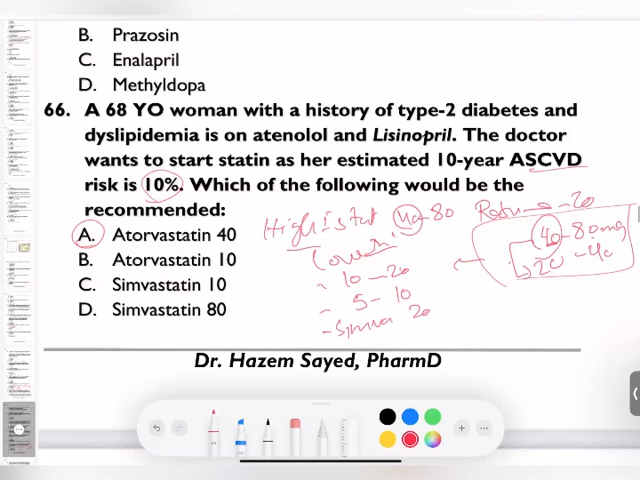 B. Prazosin
C. Enalapril
D. Methyldopa
66. A 68 YO woman with a history of type-2 diabetes and
dyslipidemia is on atenolol and Lisinopril. The doctor
wants to start statin as her estimated 10-year ASCVD
risk is 10%. Which of the following would be the
recommended:
A. Atorvastatin 40
B. Atorvastatin 10
C. Simvastatin 10
D. Simvastatin 80
High
40-80
20
40-80mg
20-40
10-20
5-10
-Simva 20
Dr. Hazem Sayed, PharmD